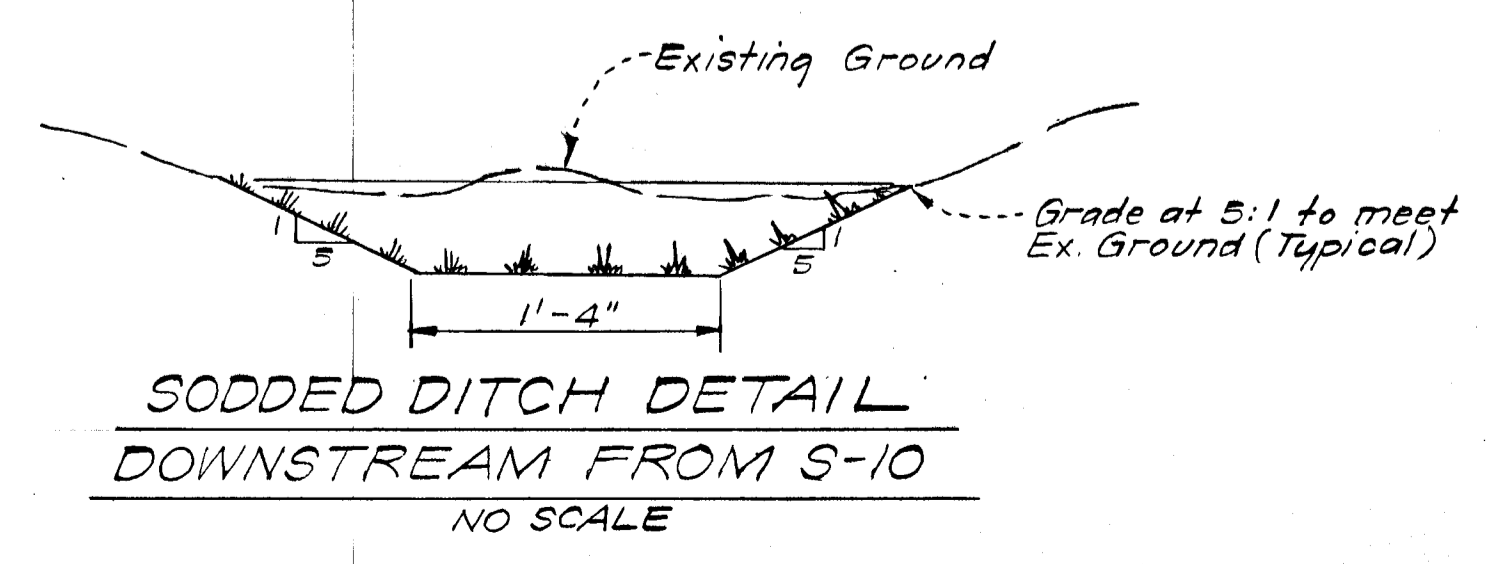 Existing Ground
Grade at 5:1 to meet
Ex. Ground (Typical)
1
5
1
5
1'-4"
SODDED DITCH DETAIL
DOWNSTREAM FROM S-10
NO SCALE